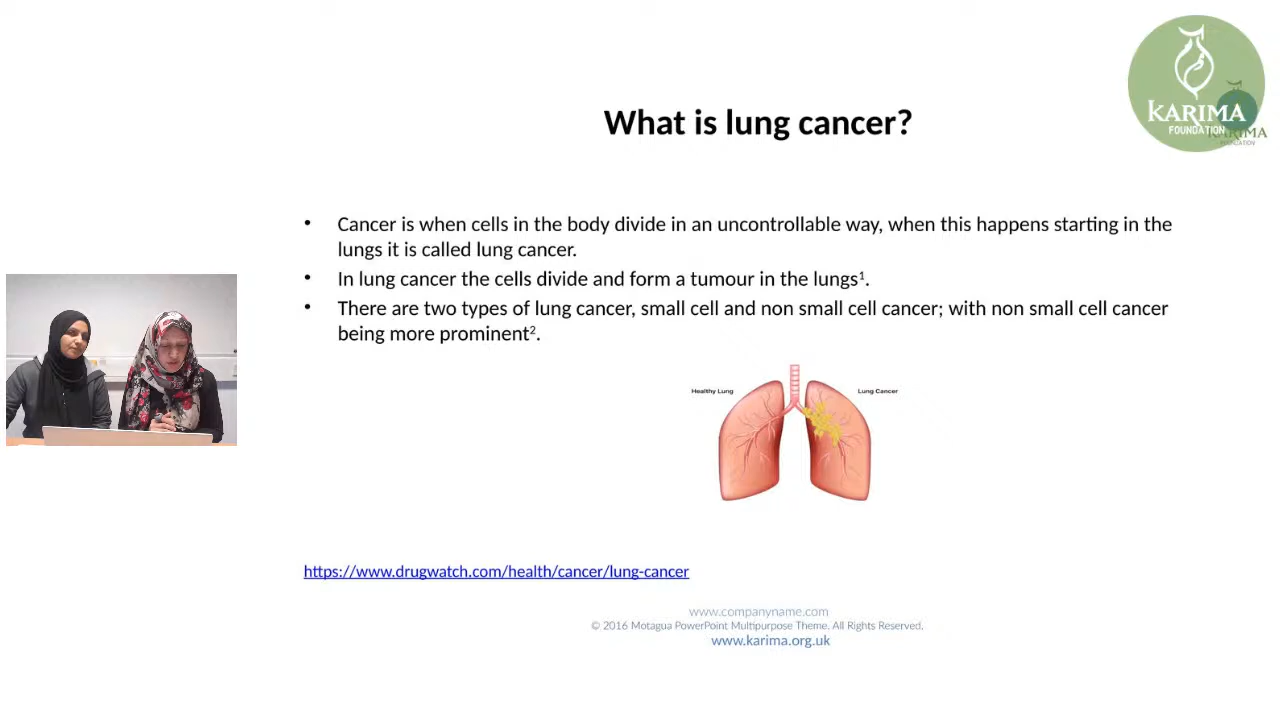 KARIMA
FOUNDATION
KARIMA
FOUNDATION
What is lung cancer?
• Cancer is when cells in the body divide in an uncontrollable way, when this happens starting in the
lungs it is called lung cancer.
• In lung cancer the cells divide and form a tumour in the lungs¹.
• There are two types of lung cancer, small cell and non small cell cancer; with non small cell cancer
being more prominent².
Healthy Lung
Lung Cancer
https://www.drugwatch.com/health/cancer/lung-cancer
www.companyname.com
© 2016 Motagua PowerPoint Multipurpose Theme. All Rights Reserved.
www.karima.org.uk